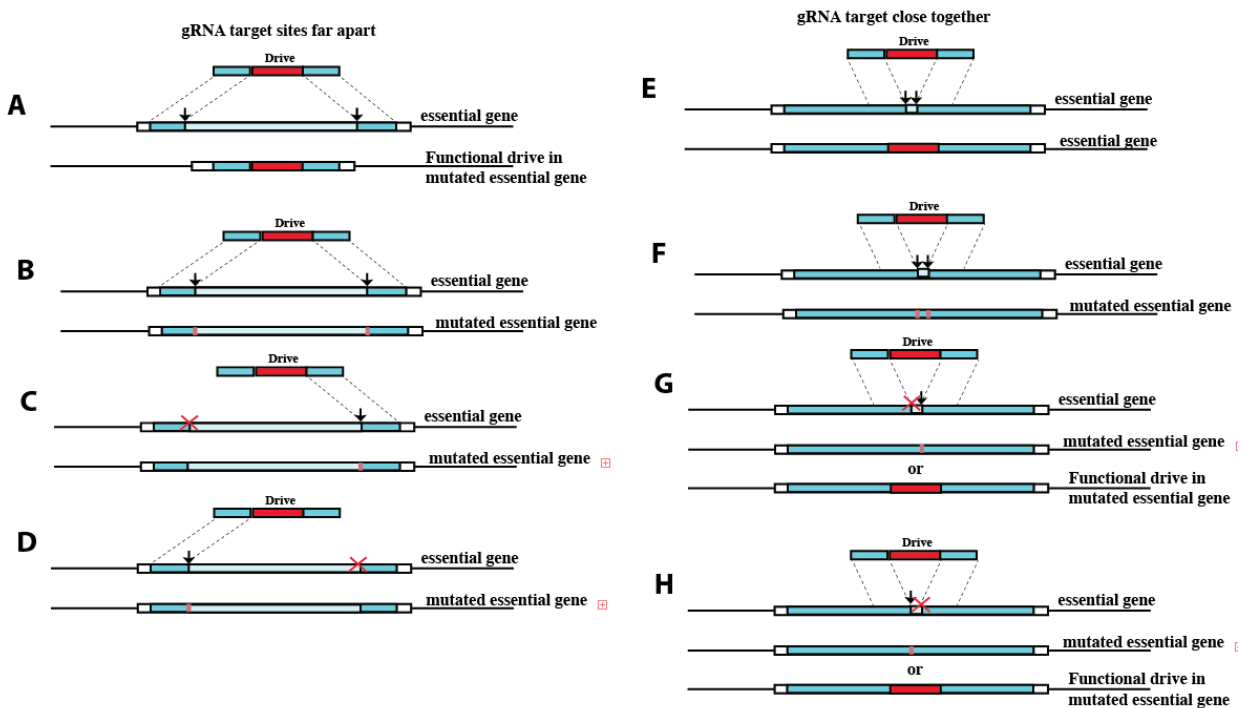 gRNA target sites far apart
Drive
A
essential gene
Functional drive in
mutated essential gene
Drive
B
essential gene
mutated essential gene
Drive
C
essential gene
mutated essential gene
Drive
D
essential gene
mutated essential gene
gRNA target close together
Drive
E
essential gene
essential gene
Drive
F
essential gene
mutated essential gene
Drive
G
essential gene
mutated essential gene
or
Functional drive in
mutated essential gene
Drive
H
essential gene
mutated essential gene
or
Functional drive in
mutated essential gene